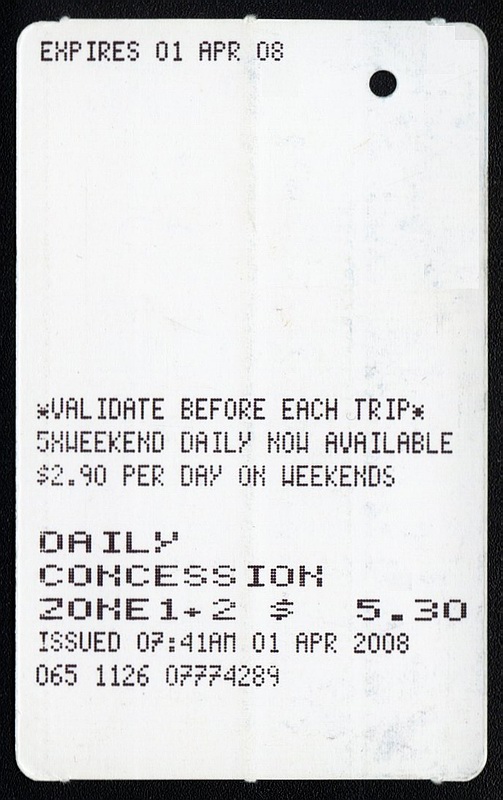 EXPIRES 01 APR 08
*VALIDATE BEFORE EACH TRIP*
5XWEEKEND DAILY NOW AVAILABLE
$2.90 PER DAY ON WEEKENDS
DAILY
CONCESSION
ZONE1+2 $ 5.30
ISSUED 07:41AM 01 APR 2008
065 1126 07774289